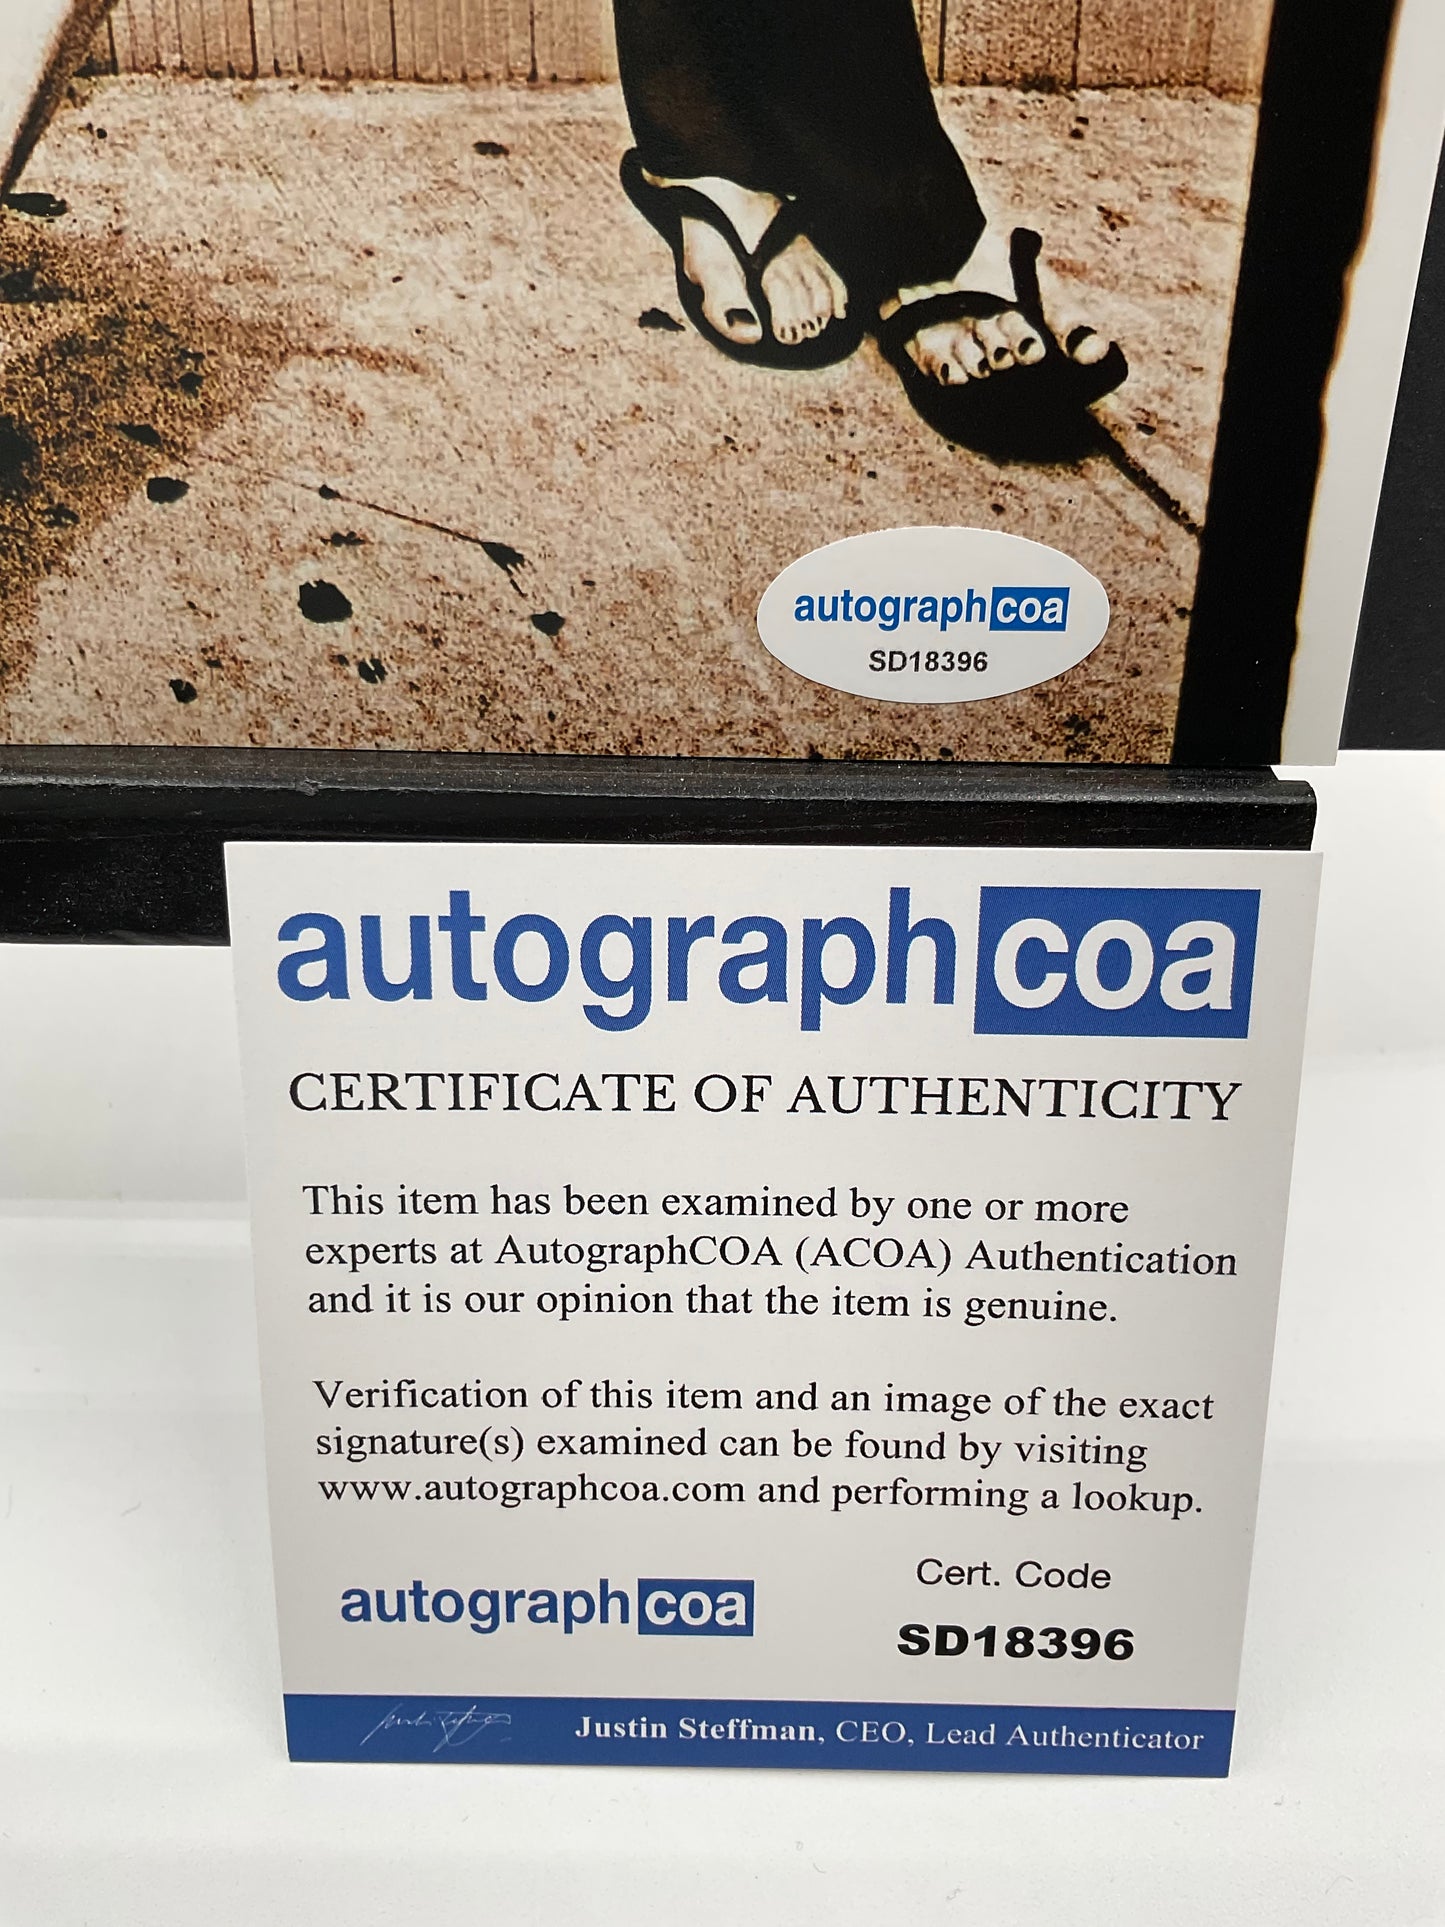 autographcoa
SD18396
autographcoa
CERTIFICATE OF AUTHENTICITY
This item has been examined by one or more
experts at AutographCOA (ACOA) Authentication
and it is our opinion that the item is genuine.
Verification of this item and an image of the exact
signature(s) examined can be found by visiting
www.autographcoa.com and performing a lookup.
Cert. Code
autographcoa
SD18396
Justin Steffman, CEO, Lead Authenticator